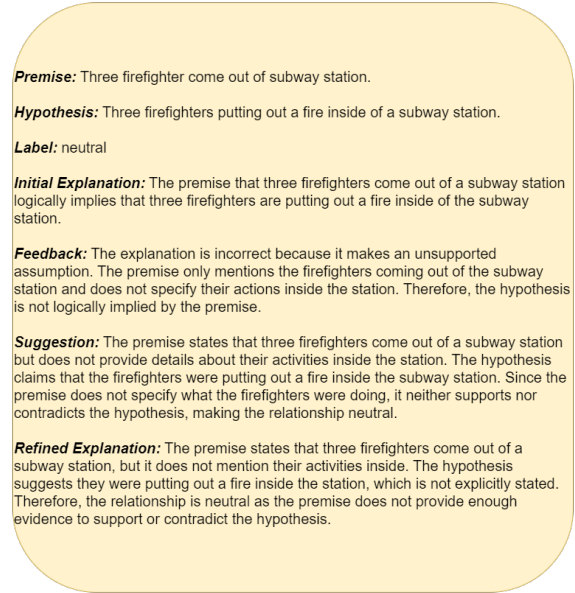 Premise: Three firefighter come out of subway station.
Hypothesis: Three firefighters putting out a fire inside of a subway station.
Label: neutral
Initial Explanation: The premise that three firefighters come out of a subway station
logically implies that three firefighters are putting out a fire inside of the subway
station.
Feedback: The explanation is incorrect because it makes an unsupported
assumption. The premise only mentions the firefighters coming out of the subway
station and does not specify their actions inside the station. Therefore, the hypothesis
is not logically implied by the premise.
Suggestion: The premise states that three firefighters come out of a subway station
but does not provide details about their activities inside the station. The hypothesis
claims that the firefighters were putting out a fire inside the subway station. Since the
premise does not specify what the firefighters were doing, it neither supports nor
contradicts the hypothesis, making the relationship neutral.
Refined Explanation: The premise states that three firefighters come out of a
subway station, but it does not mention their activities inside. The hypothesis
suggests they were putting out a fire inside the station, which is not explicitly stated.
Therefore, the relationship is neutral as the premise does not provide enough
evidence to support or contradict the hypothesis.